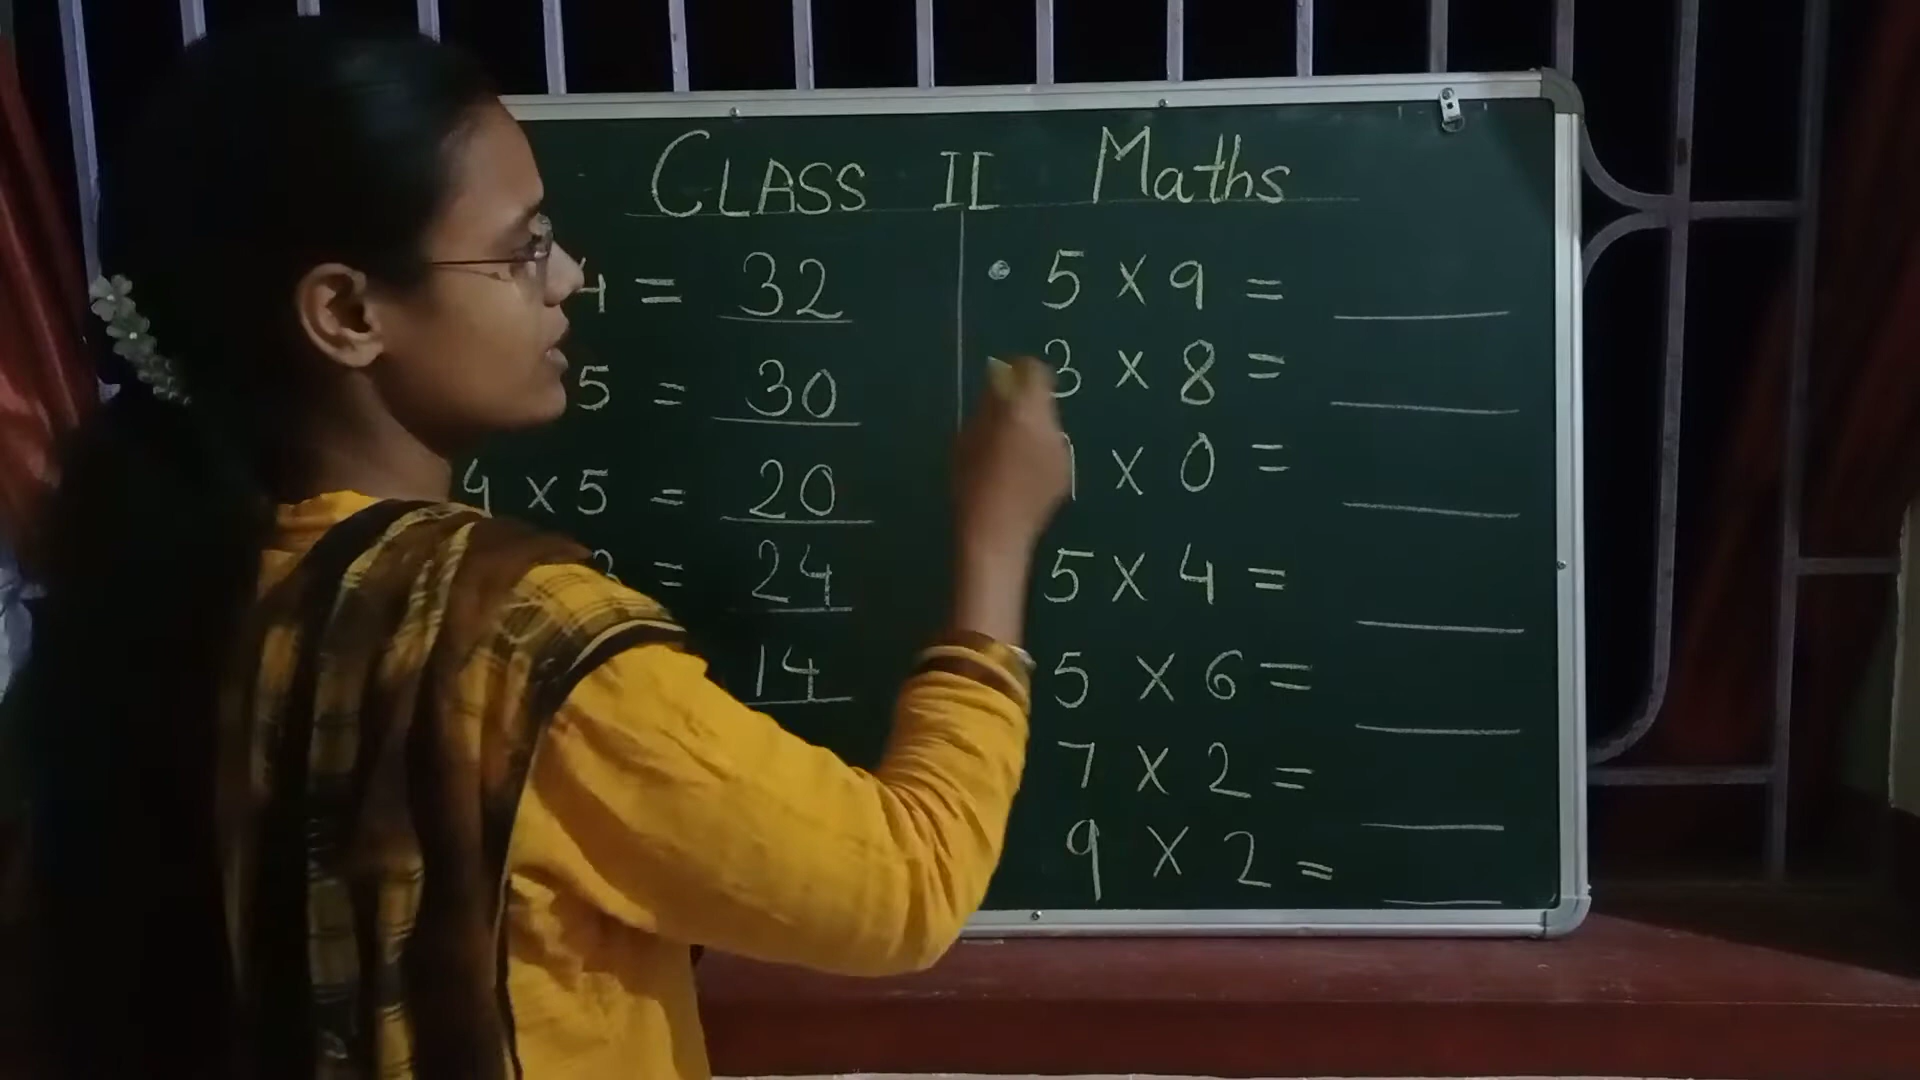 CLASS II Maths
4 = 32
5 = 30
4 x 5 = 20
= 24
14
5 x 9 =
3 x 8 =
x 0 =
5 x 4 =
5 x 6 =
7 x 2 =
9 x 2 =